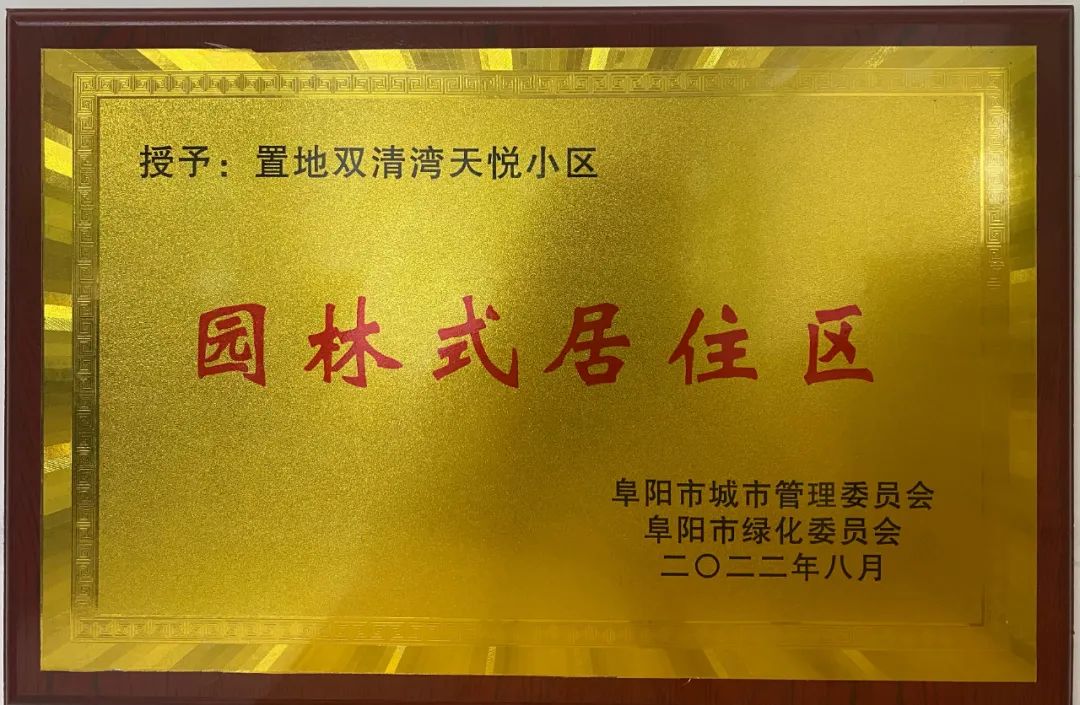 授予：置地双清湾天悦小区
园林式居住区
阜阳市城市管理委员会
阜阳市绿化委员会
二〇二二年八月